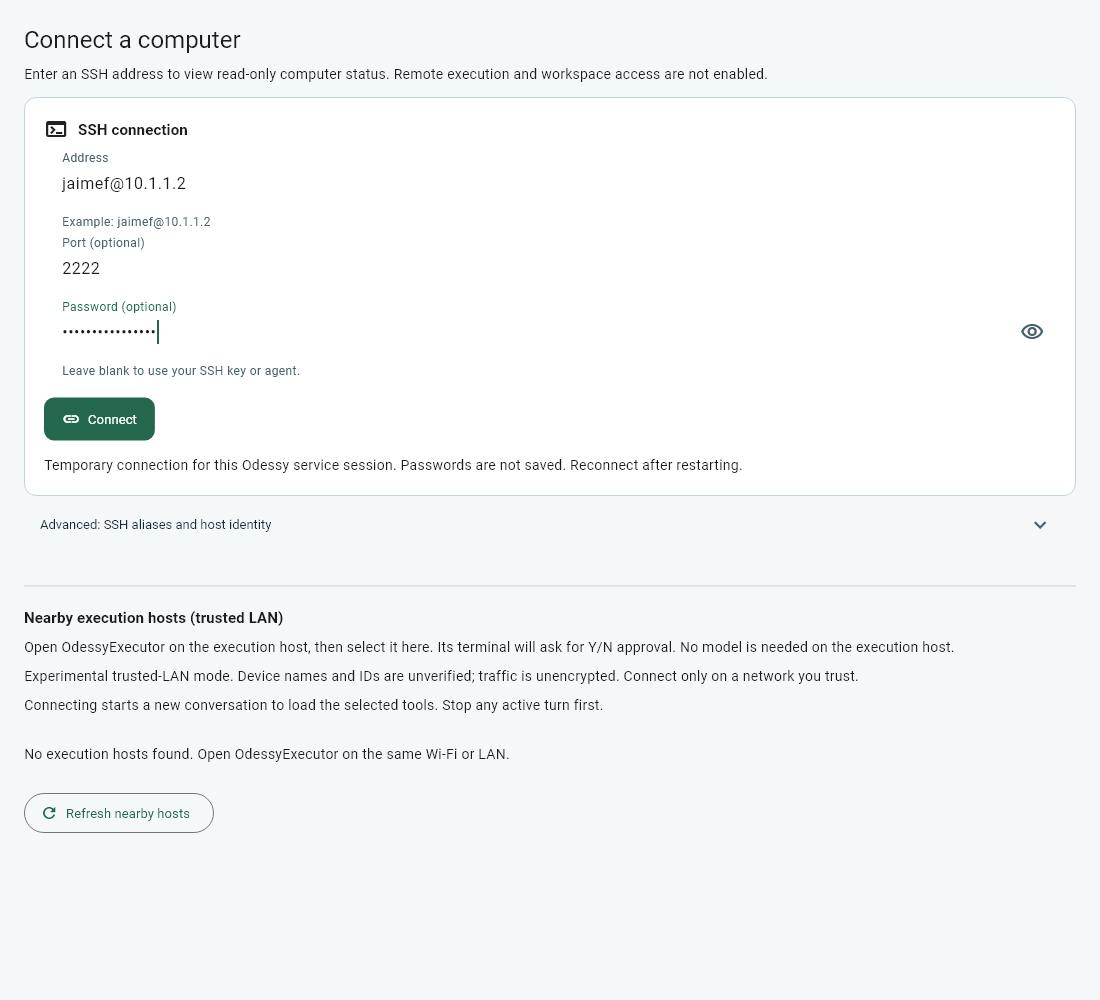 Connect a computer
Enter an SSH address to view read-only computer status. Remote execution and workspace access are not enabled.
SSH connection
Address
jaimef@10.1.1.2
Example: jaimef@10.1.1.2
Port (optional)
2222
Password (optional)
••••••••••••••••
Leave blank to use your SSH key or agent.
Connect
Temporary connection for this Odessy service session. Passwords are not saved. Reconnect after restarting.
Advanced: SSH aliases and host identity
Nearby execution hosts (trusted LAN)
Open OdessyExecutor on the execution host, then select it here. Its terminal will ask for Y/N approval. No model is needed on the execution host.
Experimental trusted-LAN mode. Device names and IDs are unverified; traffic is unencrypted. Connect only on a network you trust.
Connecting starts a new conversation to load the selected tools. Stop any active turn first.
No execution hosts found. Open OdessyExecutor on the same Wi-Fi or LAN.
Refresh nearby hosts